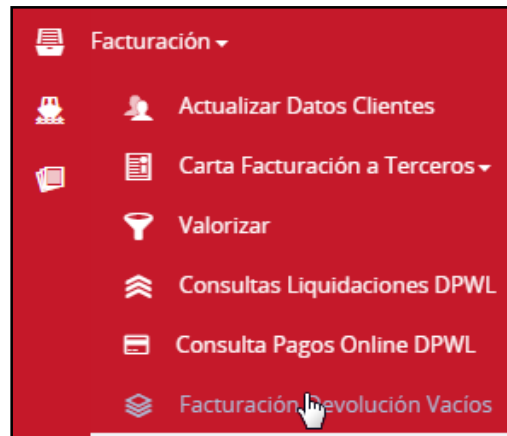 Facturación
Actualizar Datos Clientes
Carta Facturación a Terceros
Valorizar
Consultas Liquidaciones DPWL
Consulta Pagos Online DPWL
Facturación Devolución Vacíos